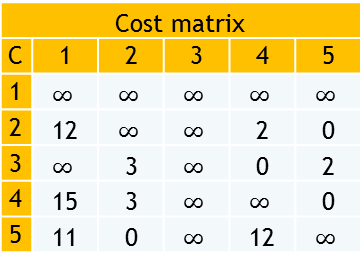 Cost matrix
C 1 2 3 4 5
1 ∞ ∞ ∞ ∞ ∞
2 12 ∞ ∞ 2 0
3 ∞ 3 ∞ 0 2
4 15 3 ∞ ∞ 0
5 11 0 ∞ 12 ∞